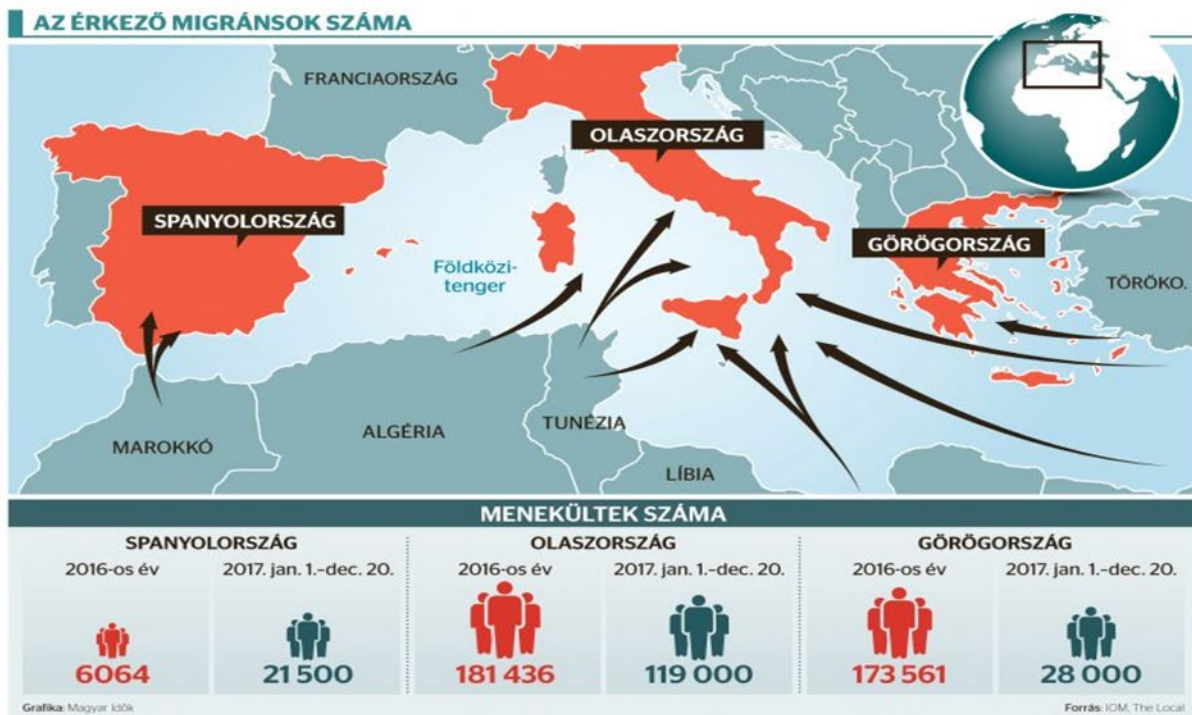 AZ ÉRKEZŐ MIGRÁNSOK SZÁMA
FRANCIAORSZÁG
OLASZORSZÁG
SPANYOLORSZÁG
GÖRÖGORSZÁG
Földközi-
tenger
TÖRÖKO.
MAROKKÓ
ALGÉRIA
TUNÉZIA
LÍBIA
MENEKÜLTEK SZÁMA
SPANYOLORSZÁG
2016-os év
2017. jan. 1.–dec. 20.
6064
21 500
OLASZORSZÁG
2016-os év
2017. jan. 1.–dec. 20.
181 436
119 000
GÖRÖGORSZÁG
2016-os év
2017. jan. 1.–dec. 20.
173 561
28 000
Grafika: Magyar Idők
Forrás: IOM, The Local